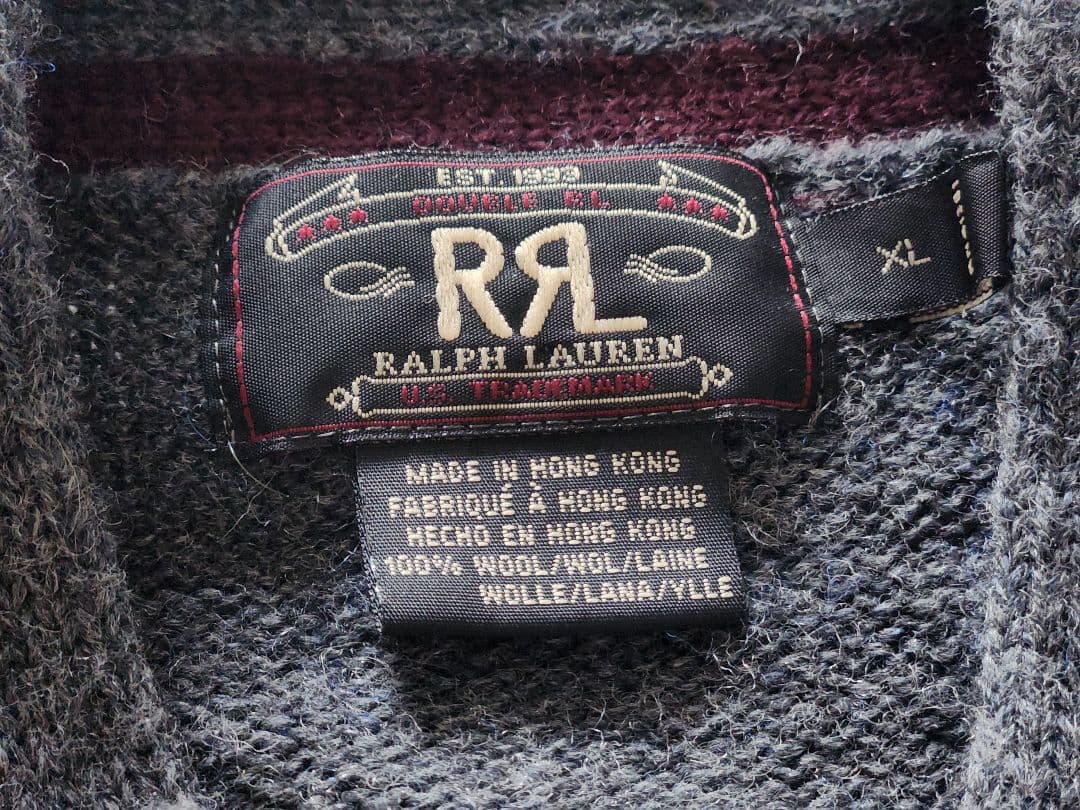 EST 1993
DOUBLE RL
RRL
RALPH LAUREN
U.S. TRADEMARK
XL
MADE IN HONG KONG
FABRIQUÉ À HONG KONG
HECHO EN HONG KONG
100% WOOL/WOL/LAINE
WOLLE/LANA/YLLE